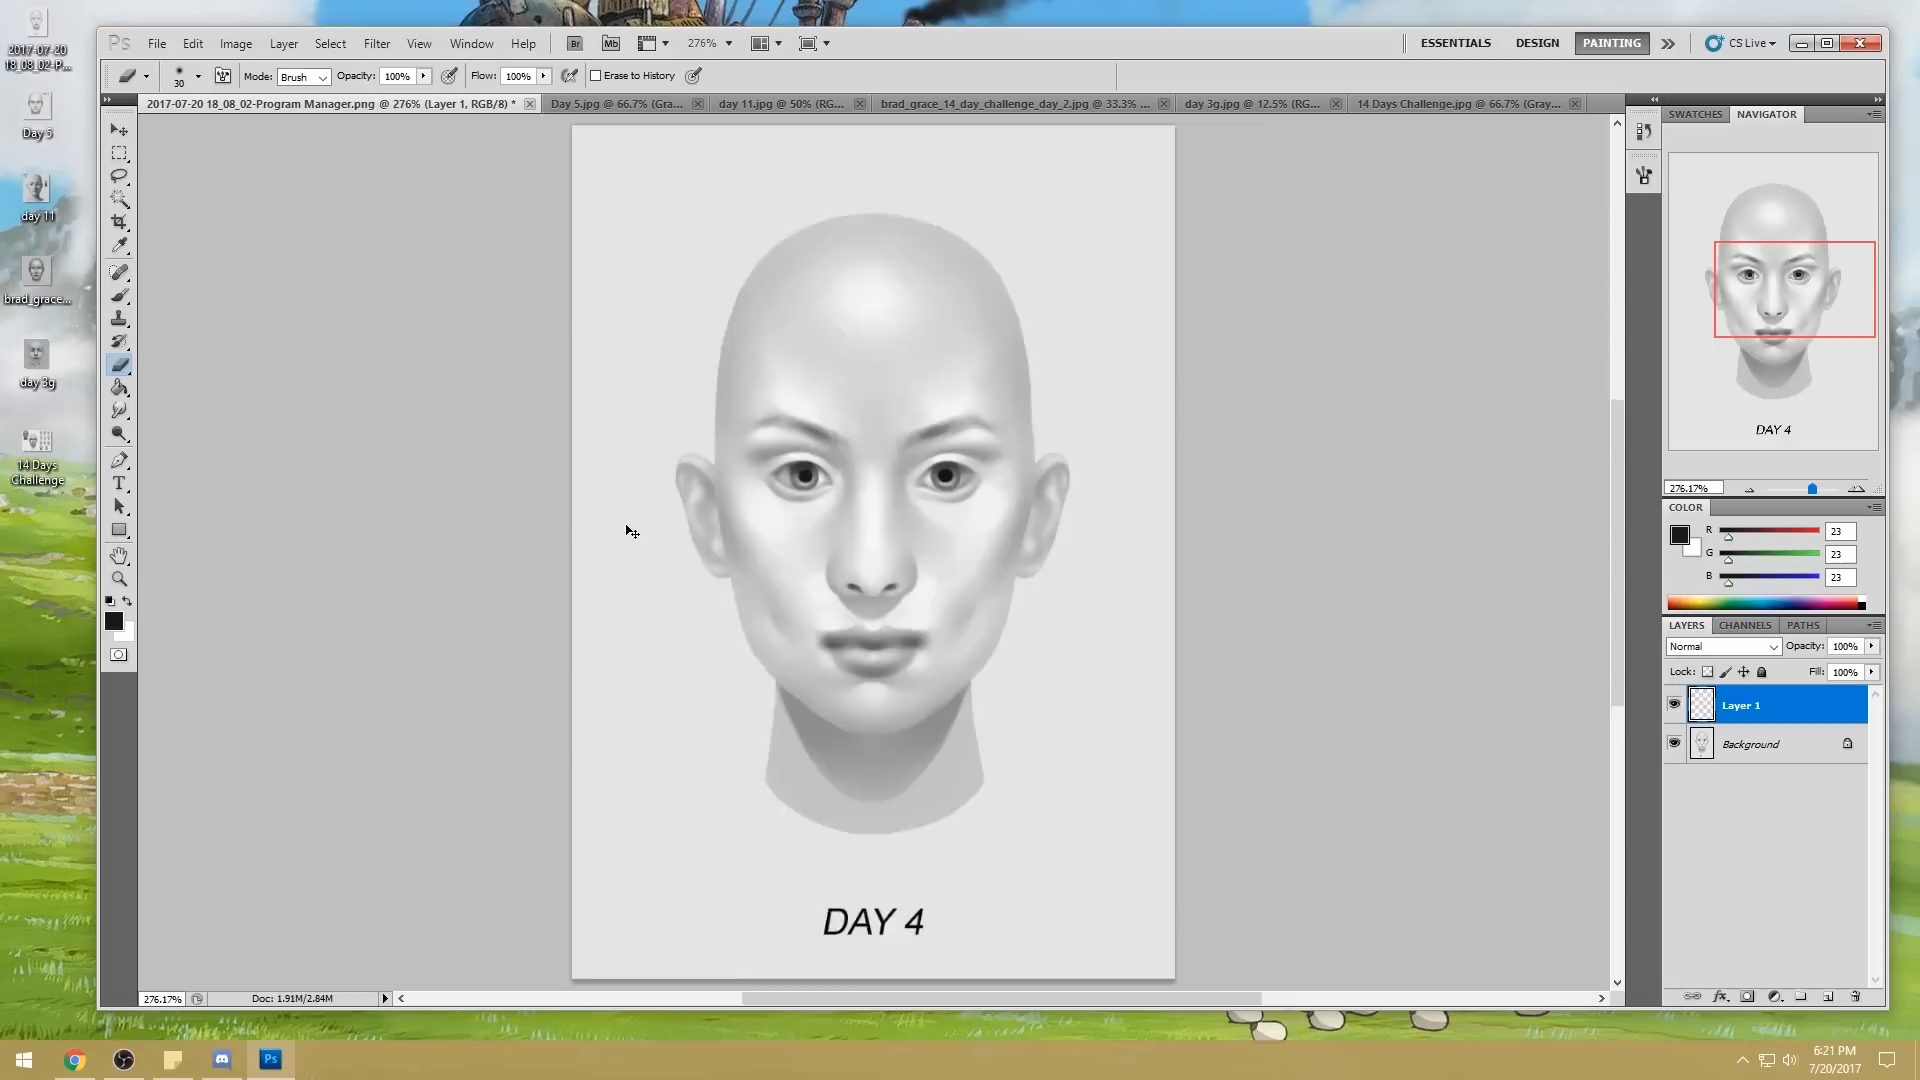 2017-07-20
18_08_02-P...
Day 5
day 11
brad_grace...
day 3g
14 Days
Challenge
Ps File Edit Image Layer Select Filter View Window Help Br Mb 276% ESSENTIALS DESIGN PAINTING CS Live
30 Mode: Brush Opacity: 100% Flow: 100% Erase to History
2017-07-20 18_08_02-Program Manager.png @ 276% (Layer 1, RGB/8) * Day 5.jpg @ 66.7% (Gra... day 11.jpg @ 50% (RG... brad_grace_14_day_challenge_day_2.jpg @ 33.3% ... day 3g.jpg @ 12.5% (RG... 14 Days Challenge.jpg @ 66.7% (Gray...
SWATCHES NAVIGATOR
DAY 4
276.17%
COLOR
R 23
G 23
B 23
LAYERS CHANNELS PATHS
Normal Opacity: 100%
Lock: Fill: 100%
Layer 1
Background
fx
T
DAY 4
276.17% Doc: 1.91M/2.84M
Ps
6:21 PM
7/20/2017